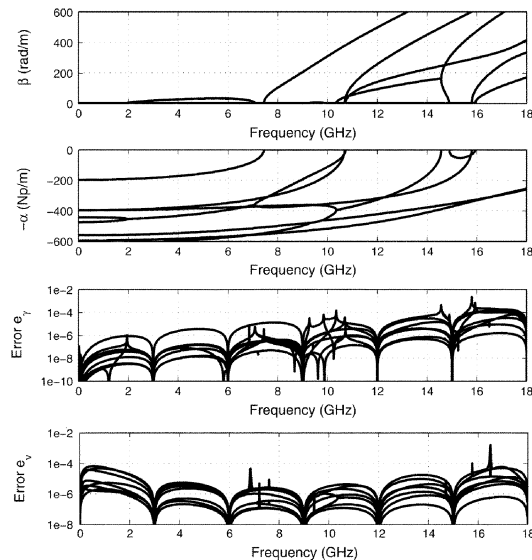 600
400
200
0
β (rad/m)
0 2 4 6 8 10 12 14 16 18
Frequency (GHz)
0
−200
−400
−600
−α (Np/m)
0 2 4 6 8 10 12 14 16 18
Frequency (GHz)
1e−2
1e−4
1e−6
1e−8
1e−10
Error eγ
0 2 4 6 8 10 12 14 16 18
Frequency (GHz)
1e−2
1e−4
1e−6
1e−8
Error ev
0 2 4 6 8 10 12 14 16 18
Frequency (GHz)